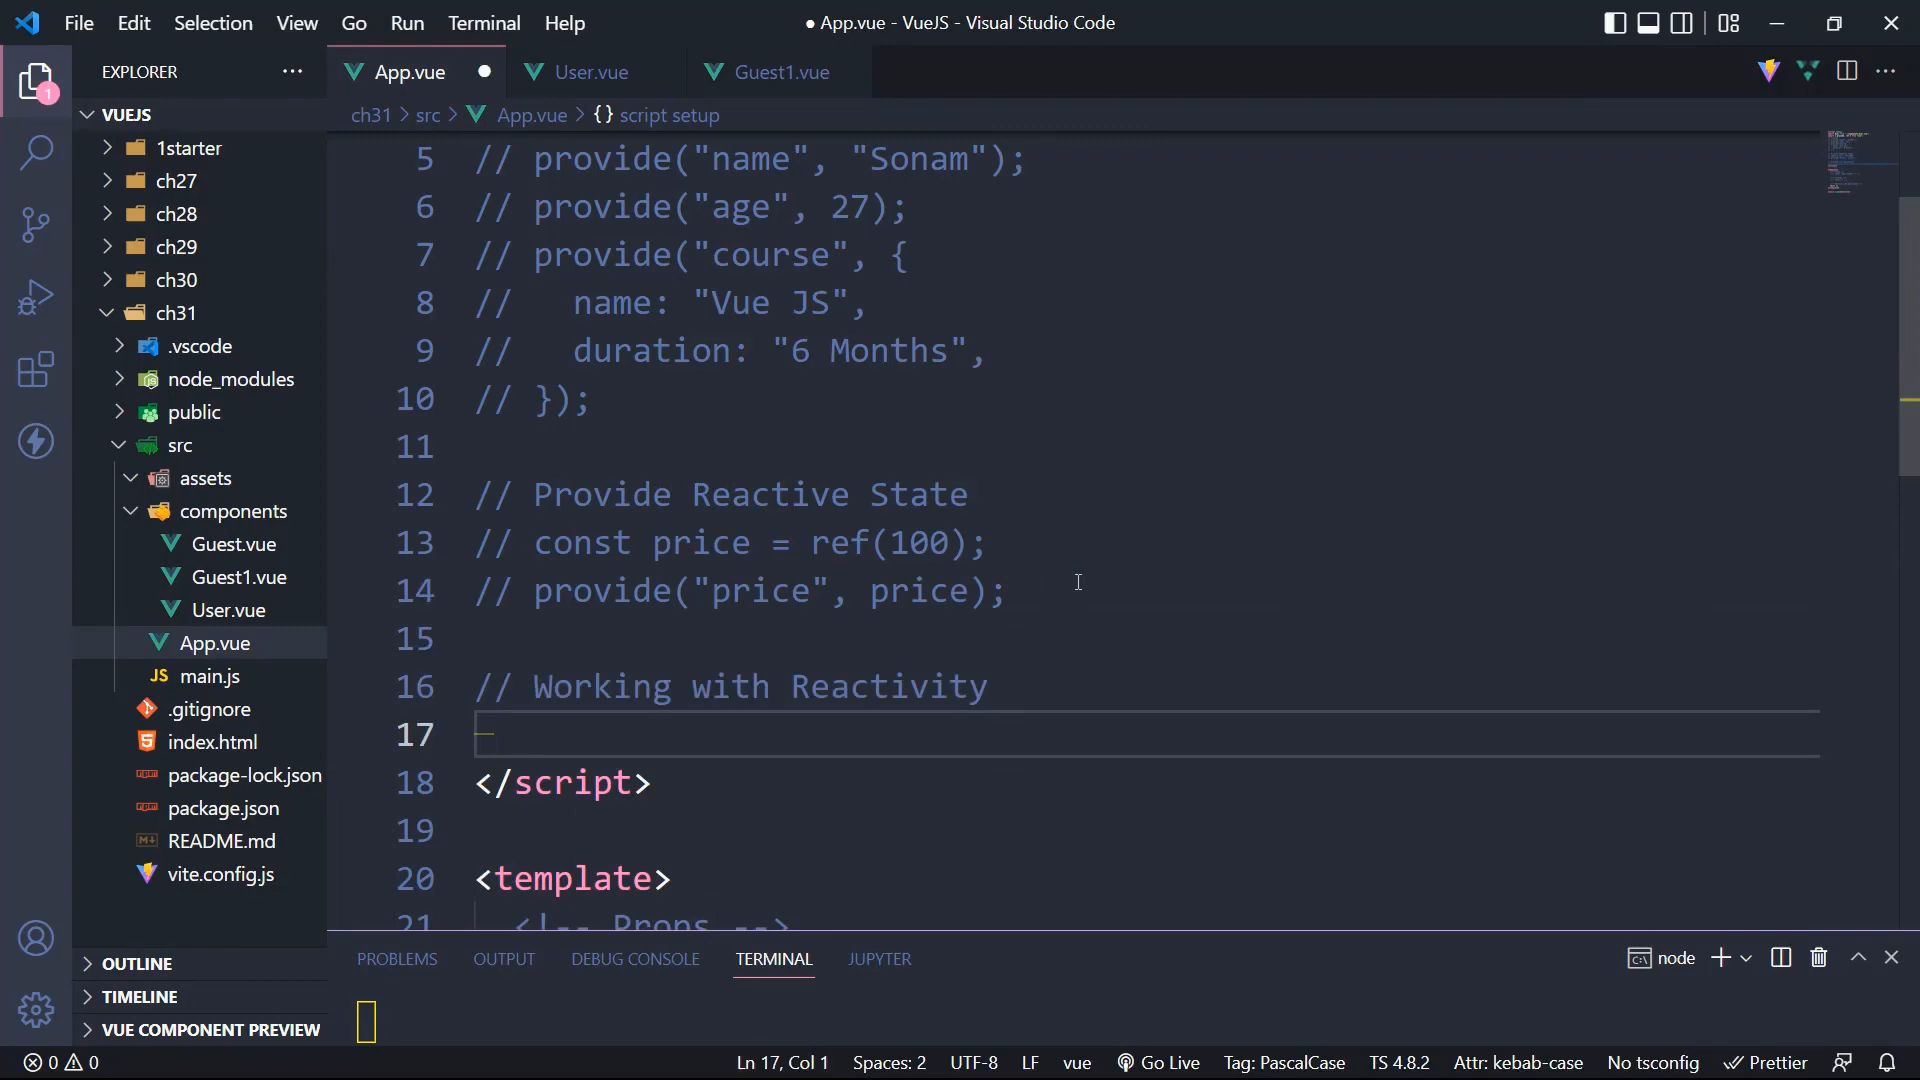 File Edit Selection View Go Run Terminal Help
● App.vue - VueJS - Visual Studio Code
EXPLORER
App.vue
User.vue
Guest1.vue
ch31 > src > App.vue > {} script setup
VUEJS
1starter
ch27
ch28
ch29
ch30
ch31
.vscode
node_modules
public
src
assets
components
Guest.vue
Guest1.vue
User.vue
App.vue
JS main.js
.gitignore
index.html
package-lock.json
package.json
README.md
vite.config.js
OUTLINE
TIMELINE
VUE COMPONENT PREVIEW
5 // provide("name", "Sonam");
6 // provide("age", 27);
7 // provide("course", {
8 //   name: "Vue JS",
9 //   duration: "6 Months",
10 // });
11
12 // Provide Reactive State
13 // const price = ref(100);
14 // provide("price", price);
15
16 // Working with Reactivity
17
18 </script>
19
20 <template>
21 <!-- Props -->
PROBLEMS OUTPUT DEBUG CONSOLE TERMINAL JUPYTER
node
1
0 0
Ln 17, Col 1 Spaces: 2 UTF-8 LF vue Go Live Tag: PascalCase TS 4.8.2 Attr: kebab-case No tsconfig Prettier